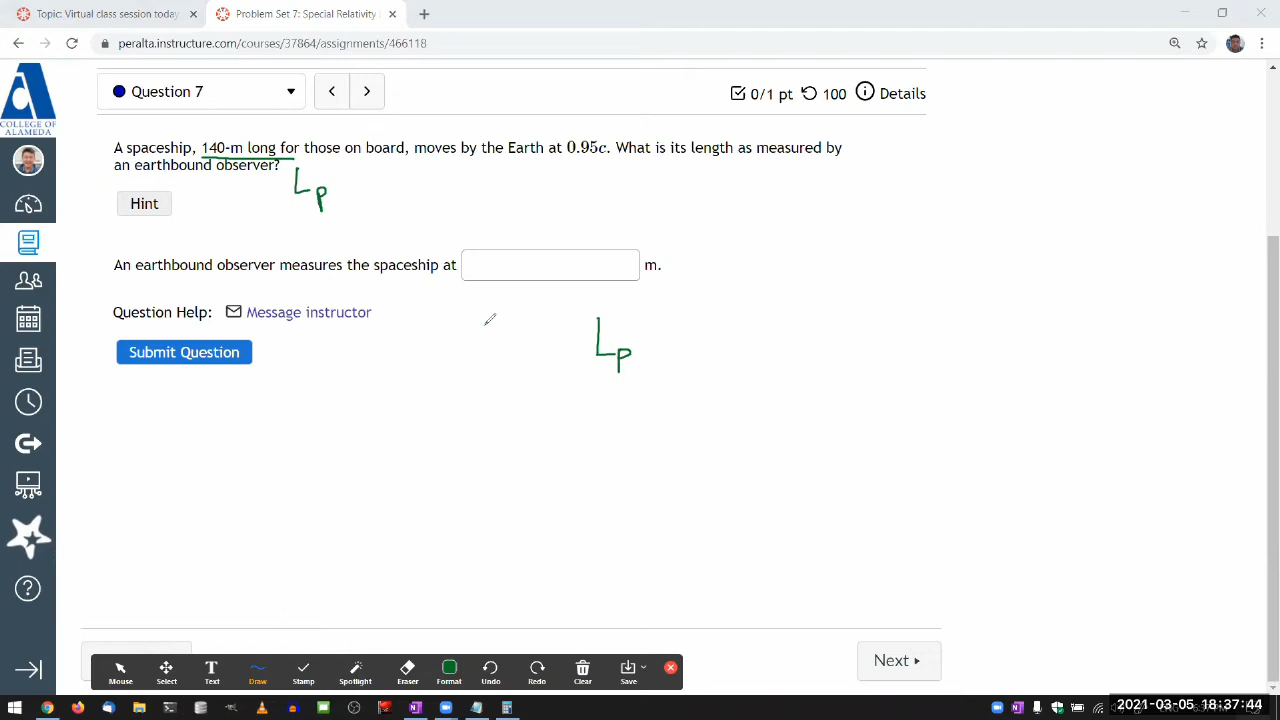 Topic: Virtual class session today
Problem Set 7: Special Relativity
peralta.instructure.com/courses/37864/assignments/466118
COLLEGE OF
ALAMEDA
Question 7
0/1 pt
100
Details
A spaceship, 140-m long for those on board, moves by the Earth at 0.95c. What is its length as measured by
an earthbound observer?
Lp
Hint
An earthbound observer measures the spaceship at
m.
Question Help:
Message instructor
Lp
Submit Question
Next
Mouse
Select
Text
Draw
Stamp
Spotlight
Eraser
Format
Undo
Redo
Clear
Save
2021-03-05 18:37:44